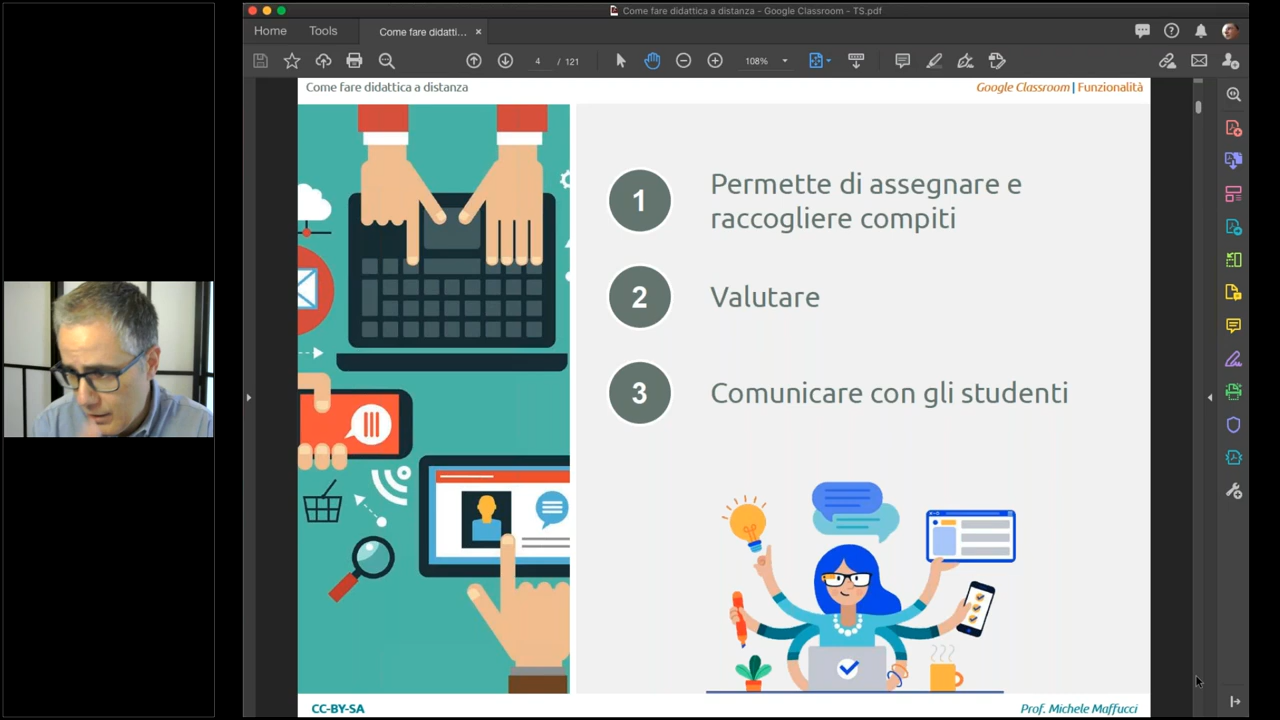 Come fare didattica a distanza - Google Classroom - TS.pdf
Home
Tools
Come fare didatti...
×
4 / 121
108%
Come fare didattica a distanza
Google Classroom | Funzionalità
1
Permette di assegnare e
raccogliere compiti
2
Valutare
3
Comunicare con gli studenti
CC-BY-SA
Prof. Michele Maffucci